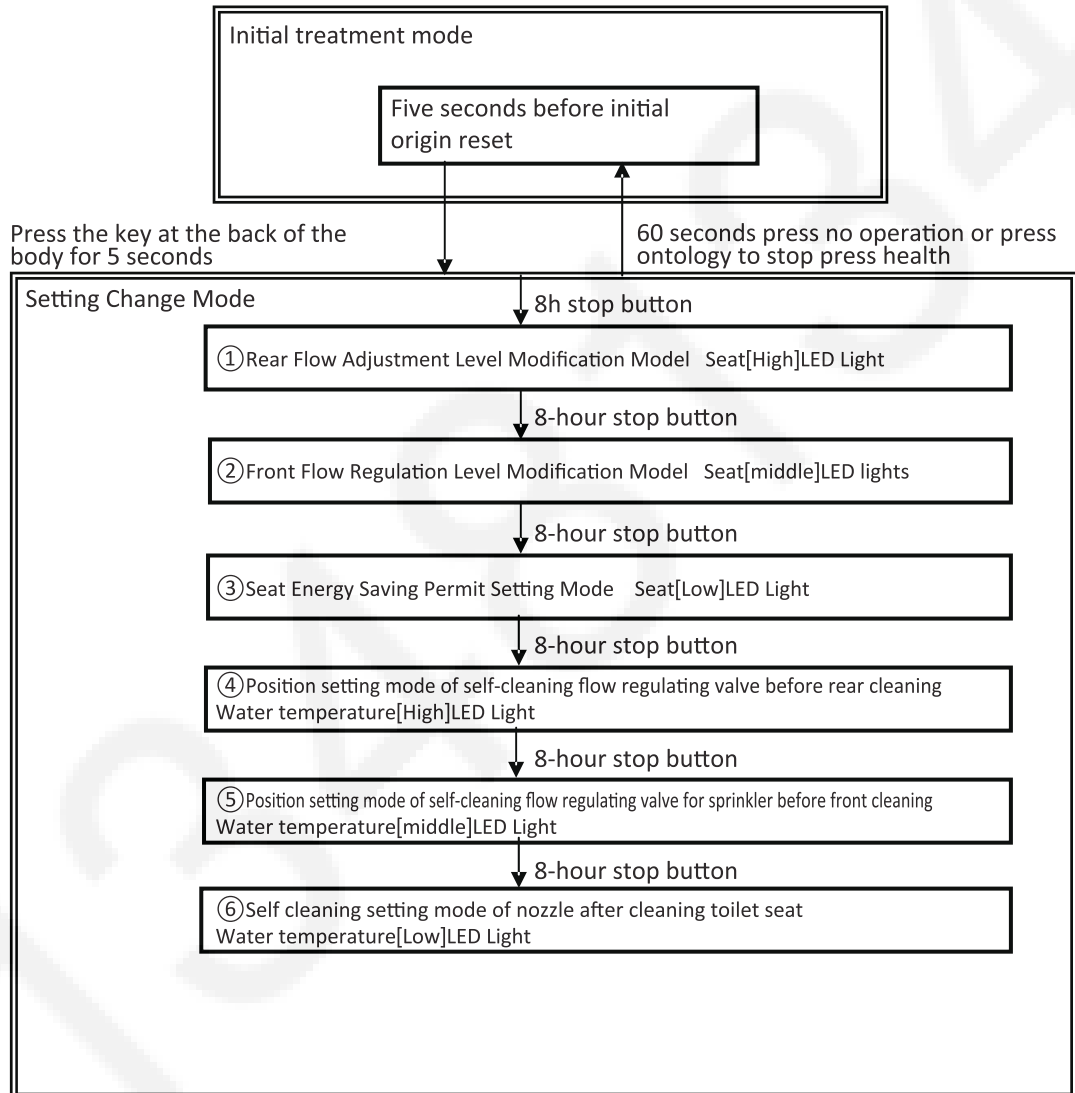 Initial treatment mode
Five seconds before initial
origin reset
Press the key at the back of the
body for 5 seconds
60 seconds press no operation or press
ontology to stop press health
Setting Change Mode
8h stop button
①Rear Flow Adjustment Level Modification Model Seat[High]LED Light
8-hour stop button
②Front Flow Regulation Level Modification Model Seat[middle]LED lights
8-hour stop button
③Seat Energy Saving Permit Setting Mode Seat[Low]LED Light
8-hour stop button
④Position setting mode of self-cleaning flow regulating valve before rear cleaning
Water temperature[High]LED Light
8-hour stop button
⑤Position setting mode of self-cleaning flow regulating valve for sprinkler before front cleaning
Water temperature[middle]LED Light
8-hour stop button
⑥Self cleaning setting mode of nozzle after cleaning toilet seat
Water temperature[Low]LED Light